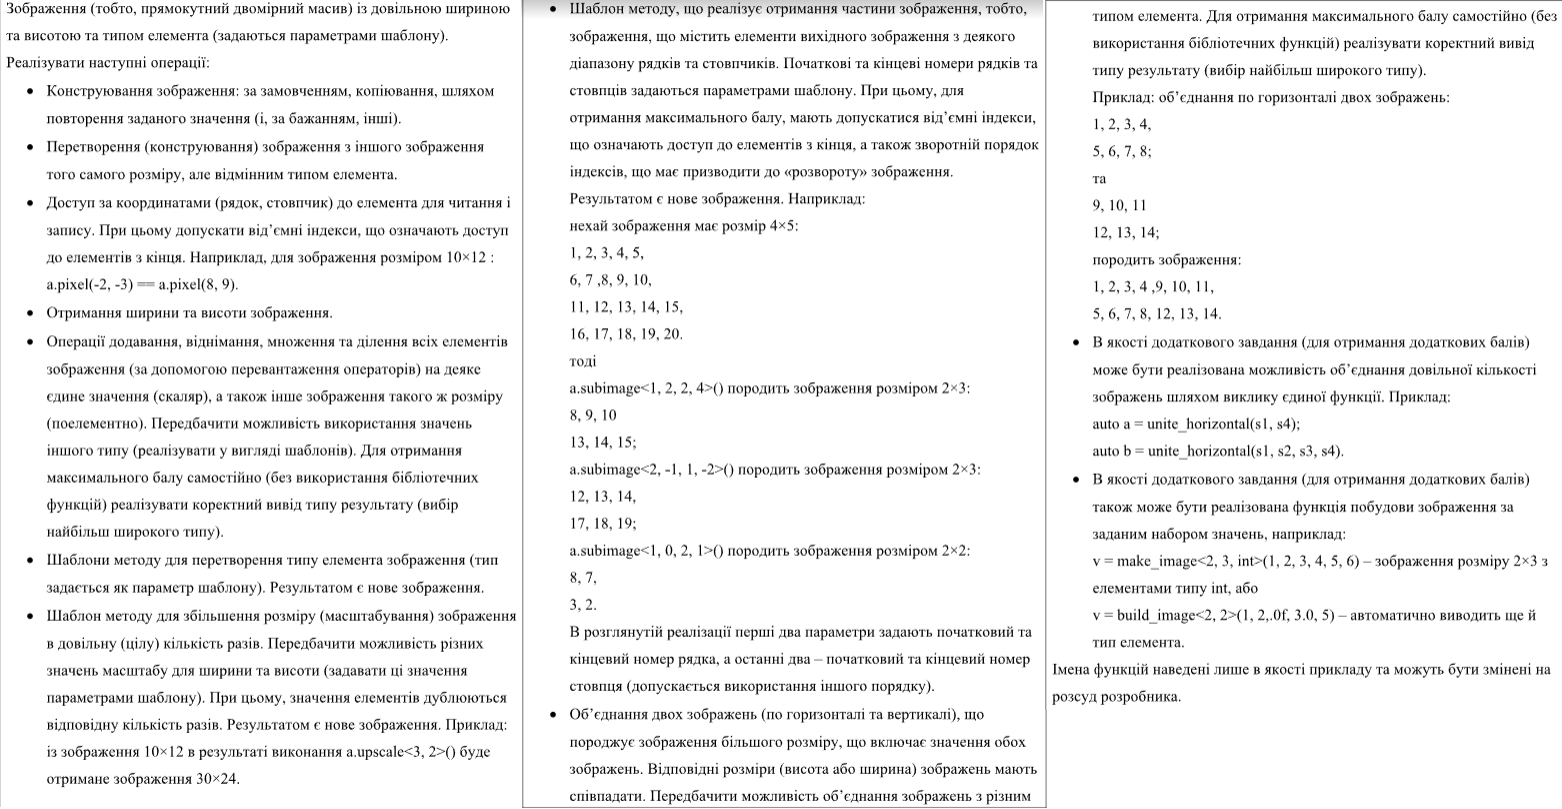 Зображення (тобто, прямокутний двомірний масив) із довільною шириною
та висотою та типом елемента (задаються параметрами шаблону).
Реалізувати наступні операції:
• Конструювання зображення: за замовченням, копіювання, шляхом
повторення заданого значення (і, за бажанням, інші).
• Перетворення (конструювання) зображення з іншого зображення
того самого розміру, але відмінним типом елемента.
• Доступ за координатами (рядок, стовпчик) до елемента для читання і
запису. При цьому допускати від’ємні індекси, що означають доступ
до елементів з кінця. Наприклад, для зображення розміром 10×12 :
a.pixel(-2, -3) == a.pixel(8, 9).
• Отримання ширини та висоти зображення.
• Операції додавання, віднімання, множення та ділення всіх елементів
зображення (за допомогою перевантаження операторів) на деяке
єдине значення (скаляр), а також інше зображення такого ж розміру
(поелементно). Передбачити можливість використання значень
іншого типу (реалізувати у вигляді шаблонів). Для отримання
максимального балу самостійно (без використання бібліотечних
функцій) реалізувати коректний вивід типу результату (вибір
найбільш широкого типу).
• Шаблони методу для перетворення типу елемента зображення (тип
задається як параметр шаблону). Результатом є нове зображення.
• Шаблон методу для збільшення розміру (масштабування) зображення
в довільну (цілу) кількість разів. Передбачити можливість різних
значень масштабу для ширини та висоти (задавати ці значення
параметрами шаблону). При цьому, значення елементів дублюються
відповідну кількість разів. Результатом є нове зображення. Приклад:
із зображення 10×12 в результаті виконання a.upscale<3, 2>() буде
отримане зображення 30×24.
• Шаблон методу, що реалізує отримання частини зображення, тобто,
зображення, що містить елементи вихідного зображення з деякого
діапазону рядків та стовпчиків. Початкові та кінцеві номери рядків та
стовпців задаються параметрами шаблону. При цьому, для
отримання максимального балу, мають допускатися від’ємні індекси,
що означають доступ до елементів з кінця, а також зворотній порядок
індексів, що має призводити до «розвороту» зображення.
Результатом є нове зображення. Наприклад:
нехай зображення має розмір 4×5:
1, 2, 3, 4, 5,
6, 7 ,8, 9, 10,
11, 12, 13, 14, 15,
16, 17, 18, 19, 20.
тоді
a.subimage<1, 2, 2, 4>() породить зображення розміром 2×3:
8, 9, 10
13, 14, 15;
a.subimage<2, -1, 1, -2>() породить зображення розміром 2×3:
12, 13, 14,
17, 18, 19;
a.subimage<1, 0, 2, 1>() породить зображення розміром 2×2:
8, 7,
3, 2.
В розглянутій реалізації перші два параметри задають початковий та
кінцевий номер рядка, а останні два – початковий та кінцевий номер
стовпця (допускається використання іншого порядку).
• Об’єднання двох зображень (по горизонталі та вертикалі), що
породжує зображення більшого розміру, що включає значення обох
зображень. Відповідні розміри (висота або ширина) зображень мають
співпадати. Передбачити можливість об’єднання зображень з різним
типом елемента. Для отримання максимального балу самостійно (без
використання бібліотечних функцій) реалізувати коректний вивід
типу результату (вибір найбільш широкого типу).
Приклад: об’єднання по горизонталі двох зображень:
1, 2, 3, 4,
5, 6, 7, 8;
та
9, 10, 11
12, 13, 14;
породить зображення:
1, 2, 3, 4 ,9, 10, 11,
5, 6, 7, 8, 12, 13, 14.
• В якості додаткового завдання (для отримання додаткових балів)
може бути реалізована можливість об’єднання довільної кількості
зображень шляхом виклику єдиної функції. Приклад:
auto a = unite_horizontal(s1, s4);
auto b = unite_horizontal(s1, s2, s3, s4).
• В якості додаткового завдання (для отримання додаткових балів)
також може бути реалізована функція побудови зображення за
заданим набором значень, наприклад:
v = make_image<2, 3, int>(1, 2, 3, 4, 5, 6) – зображення розміру 2×3 з
елементами типу int, або
v = build_image<2, 2>(1, 2,.0f, 3.0, 5) – автоматично виводить ще й
тип елемента.
Імена функцій наведені лише в якості прикладу та можуть бути змінені на
розсуд розробника.